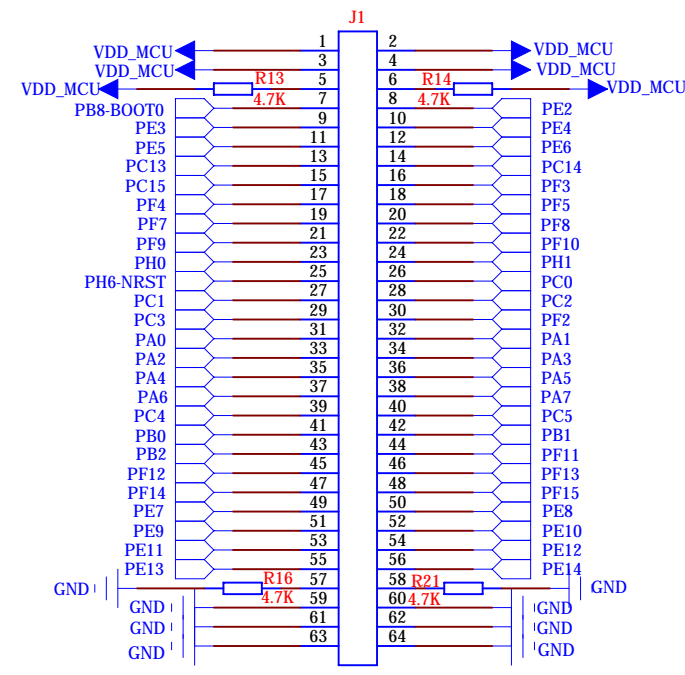 J1
VDD_MCU 1 2 VDD_MCU
VDD_MCU 3 4 VDD_MCU
VDD_MCU R13 4.7K 5 6 R14 4.7K VDD_MCU
PB8-BOOT0 7 8 PE2
PE3 9 10 PE4
PE5 11 12 PE6
PC13 13 14 PC14
PC15 15 16 PF3
PF4 17 18 PF5
PF7 19 20 PF8
PF9 21 22 PF10
PH0 23 24 PH1
PH6-NRST 25 26 PC0
PC1 27 28 PC2
PC3 29 30 PF2
PA0 31 32 PA1
PA2 33 34 PA3
PA4 35 36 PA5
PA6 37 38 PA7
PC4 39 40 PC5
PB0 41 42 PB1
PB2 43 44 PF11
PF12 45 46 PF13
PF14 47 48 PF15
PE7 49 50 PE8
PE9 51 52 PE10
PE11 53 54 PE12
PE13 55 56 PE14
GND R16 4.7K 57 58 R21 4.7K GND
GND 59 60 GND
GND 61 62 GND
GND 63 64 GND